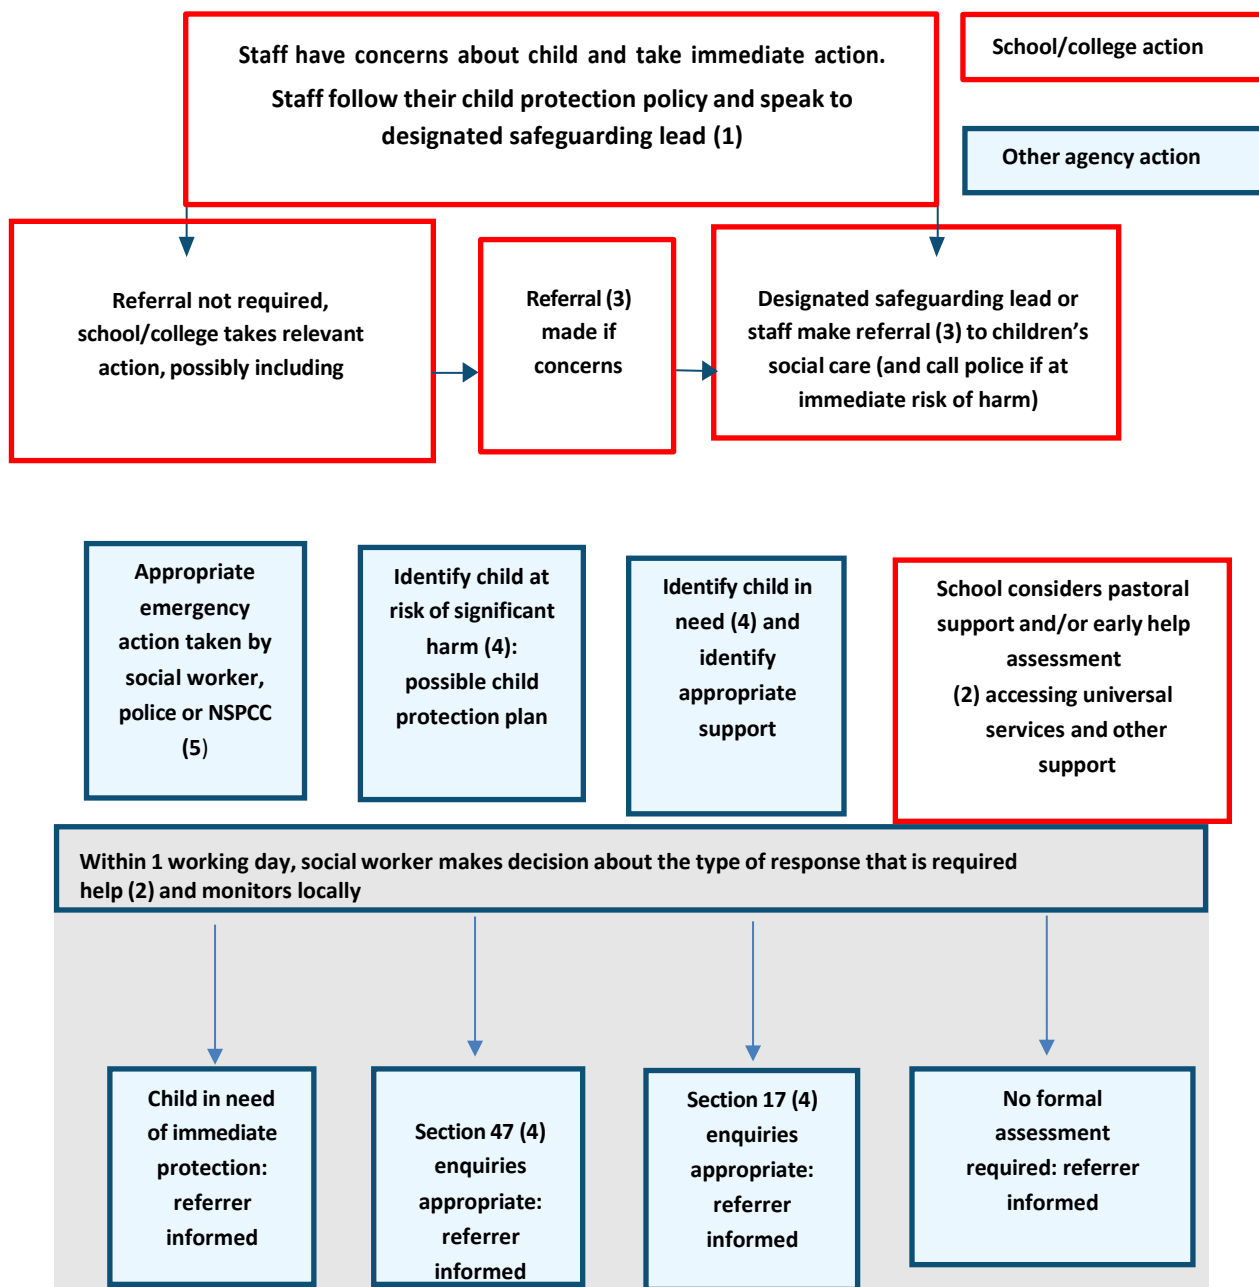 Staff have concerns about child and take immediate action.
Staff follow their child protection policy and speak to
designated safeguarding lead (1)
School/college action
Other agency action
Referral not required,
school/college takes relevant
action, possibly including
Referral (3)
made if
concerns
Designated safeguarding lead or
staff make referral (3) to children’s
social care (and call police if at
immediate risk of harm)
Appropriate
emergency
action taken by
social worker,
police or NSPCC
(5)
Identify child at
risk of significant
harm (4):
possible child
protection plan
Identify child in
need (4) and
identify
appropriate
support
School considers pastoral
support and/or early help
assessment
(2) accessing universal
services and other
support
Within 1 working day, social worker makes decision about the type of response that is required
help (2) and monitors locally
Child in need
of immediate
protection:
referrer
informed
Section 47 (4)
enquiries
appropriate:
referrer
informed
Section 17 (4)
enquiries
appropriate:
referrer
informed
No formal
assessment
required: referrer
informed